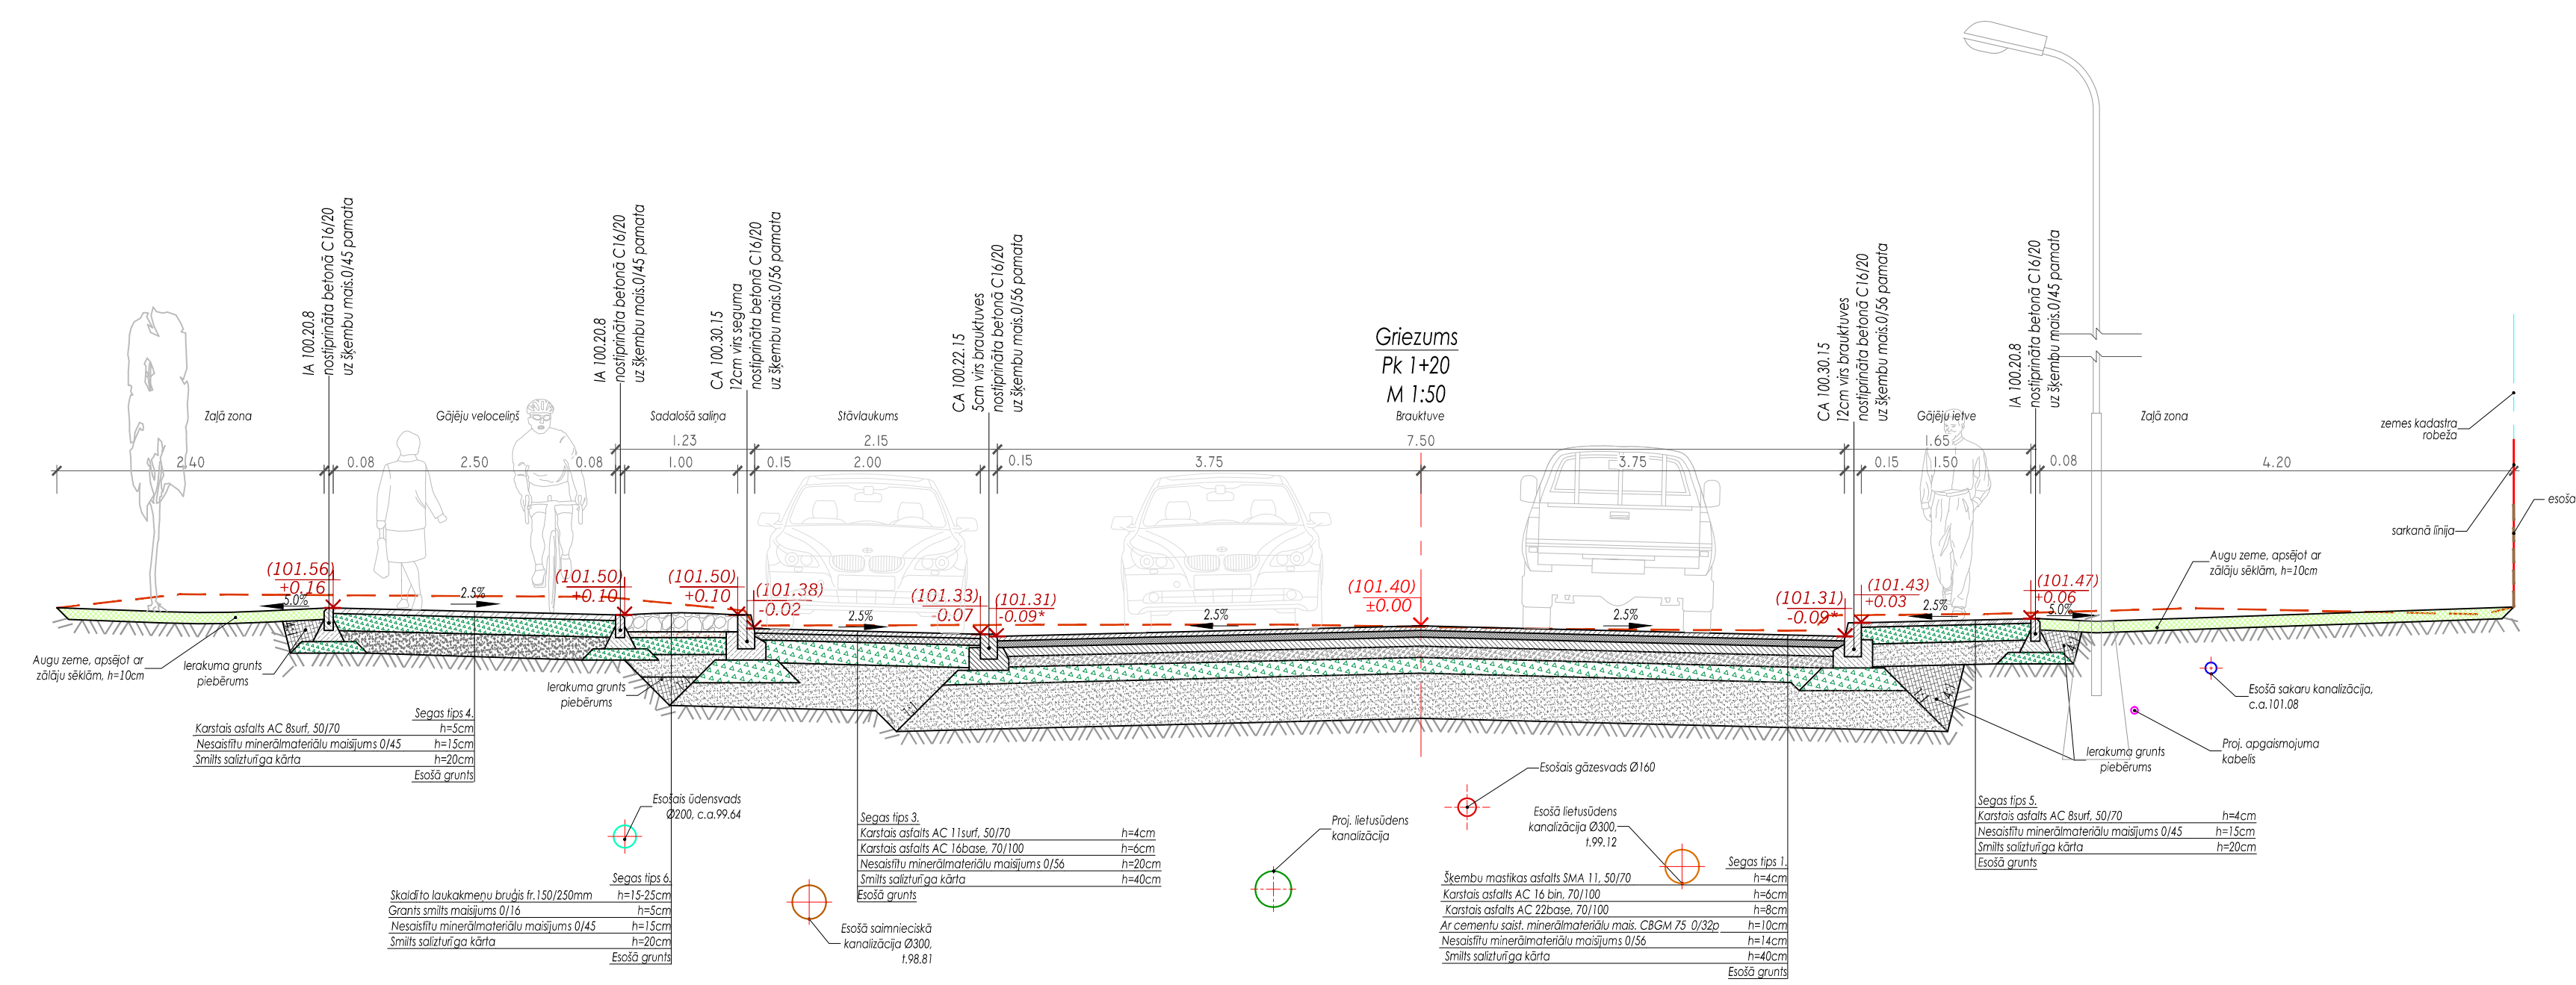 Griezums
Pk 1+20
M 1:50
IA 100.20.8
nostiprināta betonā C16/20
uz šķembu mais.0/45 pamata
IA 100.20.8
nostiprināta betonā C16/20
uz šķembu mais.0/45 pamata
CA 100.30.15
12cm virs seguma
nostiprināta betonā C16/20
uz šķembu mais.0/56 pamata
CA 100.22.15
5cm virs brauktuves
nostiprināta betonā C16/20
uz šķembu mais.0/56 pamata
CA 100.30.15
12cm virs brauktuves
nostiprināta betonā C16/20
uz šķembu mais.0/56 pamata
IA 100.20.8
nostiprināta betonā C16/20
uz šķembu mais.0/45 pamata
Zaļā zona
Gājēju veloceliņš
Sadalošā saliņa
Stāvlaukums
Brauktuve
Gājēju ietve
Zaļā zona
1.23
2.15
7.50
1.65
2.40
0.08
2.50
0.08
1.00
0.15
2.00
0.15
3.75
3.75
0.15
1.50
0.08
4.20
zemes kadastra
robeža
sarkanā līnija
esoša
(101.56)
+0.16
(101.50)
+0.10
(101.50)
+0.10
(101.38)
-0.02
(101.33)
-0.07
(101.31)
-0.09*
(101.40)
±0.00
(101.31)
-0.09*
(101.43)
+0.03
(101.47)
+0.06
5.0%
2.5%
2.5%
2.5%
2.5%
2.5%
5.0%
1:1
Augu zeme, apsējot ar
zālāju sēklām, h=10cm
Ierakuma grunts
piebērums
Ierakuma grunts
piebērums
Augu zeme, apsējot ar
zālāju sēklām, h=10cm
Esošā sakaru kanalizācija,
c.a.101.08
Proj. apgaismojuma
kabelis
Ierakuma grunts
piebērums
Segas tips 4.
Karstais asfalts AC 8surf, 50/70 h=5cm
Nesaistītu minerālmateriālu maisījums 0/45 h=15cm
Smilts salizturīga kārta h=20cm
Esošā grunts
Esošais ūdensvads
Ø200, c.a.99.64
Segas tips 6.
Skaldīto laukakmeņu bruģis fr.150/250mm h=15-25cm
Grants smilts maisījums 0/16 h=5cm
Nesaistītu minerālmateriālu maisījums 0/45 h=15cm
Smilts salizturīga kārta h=20cm
Esošā grunts
Segas tips 3.
Karstais asfalts AC 11surf, 50/70 h=4cm
Karstais asfalts AC 16base, 70/100 h=6cm
Nesaistītu minerālmateriālu maisījums 0/56 h=20cm
Smilts salizturīga kārta h=40cm
Esošā grunts
Esošā saimnieciskā
kanalizācija Ø300,
t.98.81
Proj. lietusūdens
kanalizācija
Esošais gāzesvads Ø160
Esošā lietusūdens
kanalizācija Ø300,
t.99.12
Segas tips 1.
Šķembu mastikas asfalts SMA 11, 50/70 h=4cm
Karstais asfalts AC 16 bin, 70/100 h=6cm
Karstais asfalts AC 22base, 70/100 h=8cm
Ar cementu saist. minerālmateriālu mais. CBGM 75 0/32p h=10cm
Nesaistītu minerālmateriālu maisījums 0/56 h=14cm
Smilts salizturīga kārta h=40cm
Esošā grunts
Segas tips 5.
Karstais asfalts AC 8surf, 50/70 h=4cm
Nesaistītu minerālmateriālu maisījums 0/45 h=15cm
Smilts salizturīga kārta h=20cm
Esošā grunts